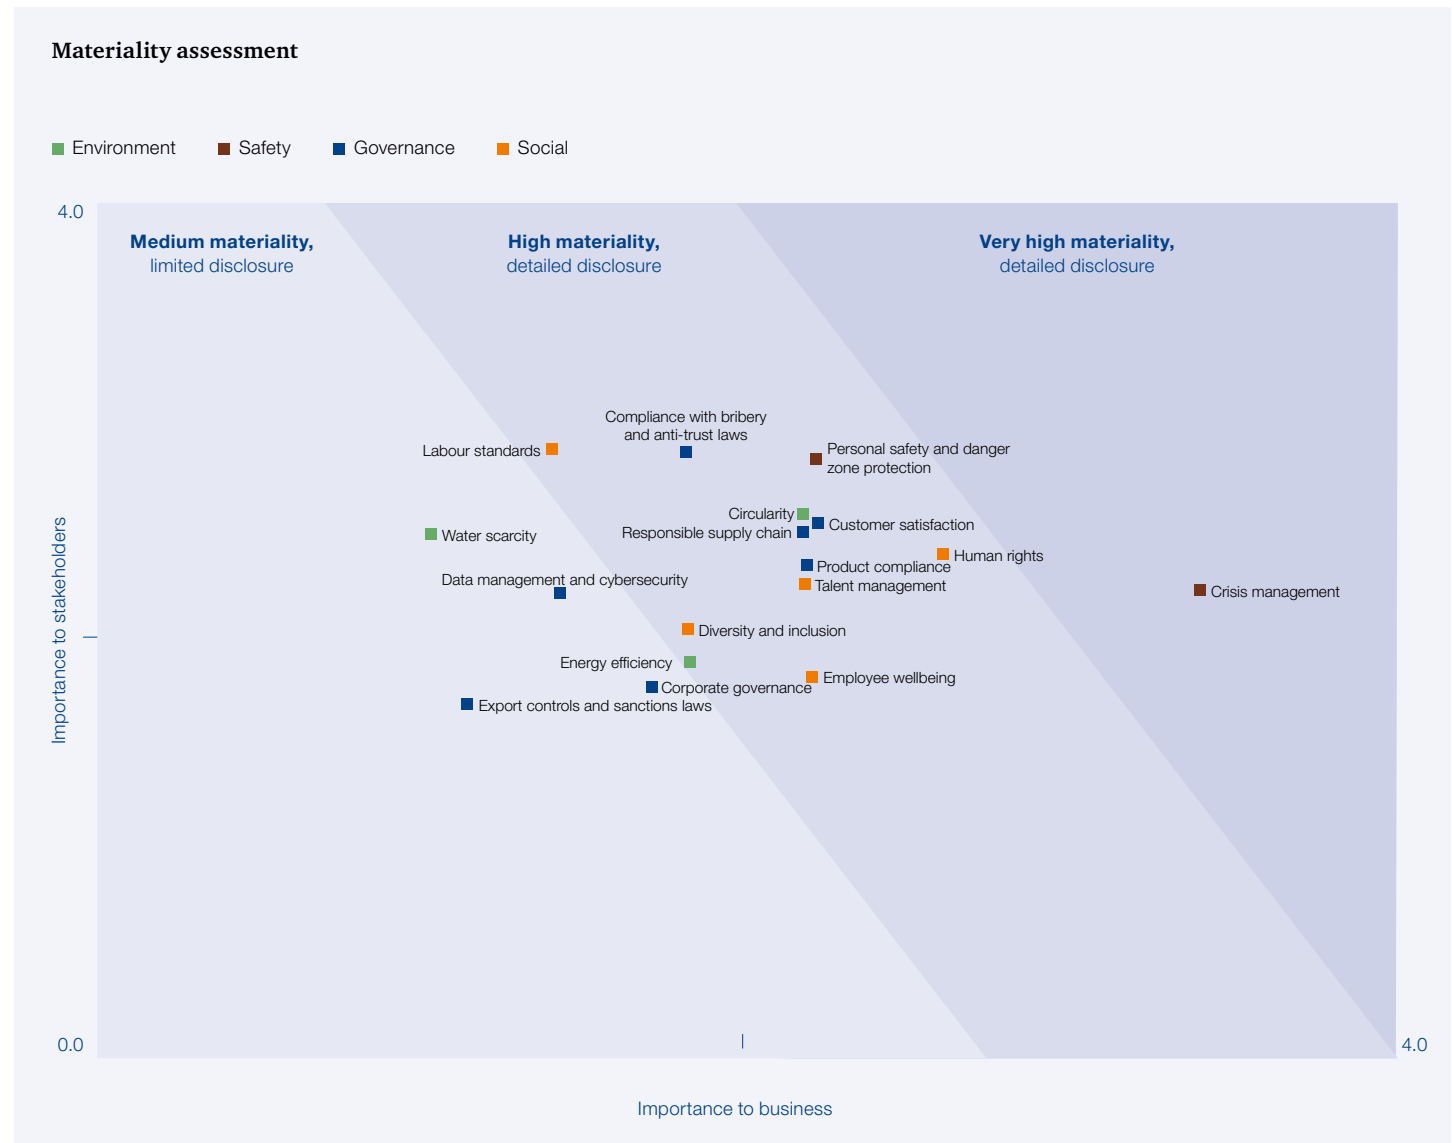 Materiality assessment
Environment
Safety
Governance
Social
4.0
Medium materiality,
limited disclosure
High materiality,
detailed disclosure
Very high materiality,
detailed disclosure
Compliance with bribery
and anti-trust laws
Labour standards
Personal safety and danger
zone protection
Circularity
Customer satisfaction
Responsible supply chain
Water scarcity
Human rights
Product compliance
Data management and cybersecurity
Talent management
Crisis management
Diversity and inclusion
Energy efficiency
Employee wellbeing
Corporate governance
Export controls and sanctions laws
Importance to stakeholders
0.0
4.0
Importance to business